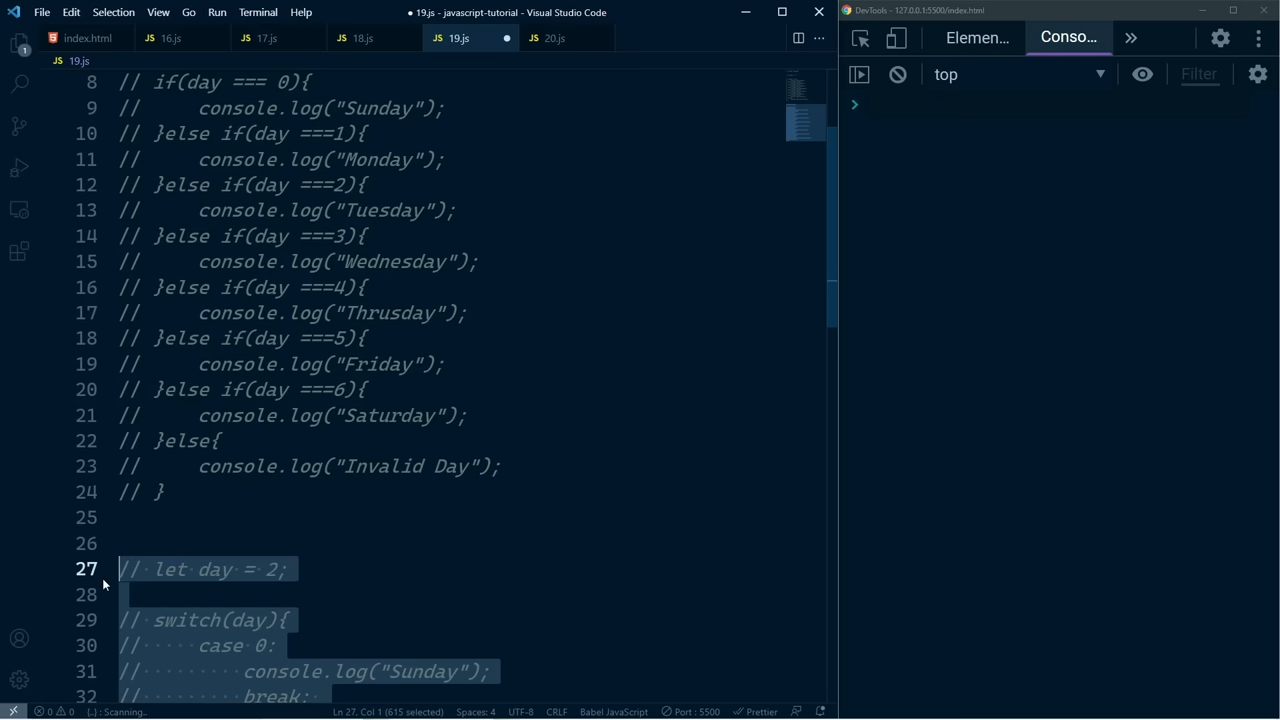 File Edit Selection View Go Run Terminal Help
● 19.js - javascript-tutorial - Visual Studio Code
DevTools - 127.0.0.1:5500/index.html
index.html
JS 16.js
JS 17.js
JS 18.js
JS 19.js
JS 20.js
JS 19.js
1
8 // if(day === 0){
9 //     console.log("Sunday");
10 // }else if(day ===1){
11 //     console.log("Monday");
12 // }else if(day ===2){
13 //     console.log("Tuesday");
14 // }else if(day ===3){
15 //     console.log("Wednesday");
16 // }else if(day ===4){
17 //     console.log("Thrusday");
18 // }else if(day ===5){
19 //     console.log("Friday");
20 // }else if(day ===6){
21 //     console.log("Saturday");
22 // }else{
23 //     console.log("Invalid Day");
24 // }
25
26
27 // let day = 2;
28
29 // switch(day){
30 //     case 0:
31 //         console.log("Sunday");
32 //         break;
0 0 {..}: Scanning..
Ln 27, Col 1 (615 selected) Spaces: 4 UTF-8 CRLF Babel JavaScript Port : 5500 Prettier
Elemen... Conso... »
top ▼ Filter
>